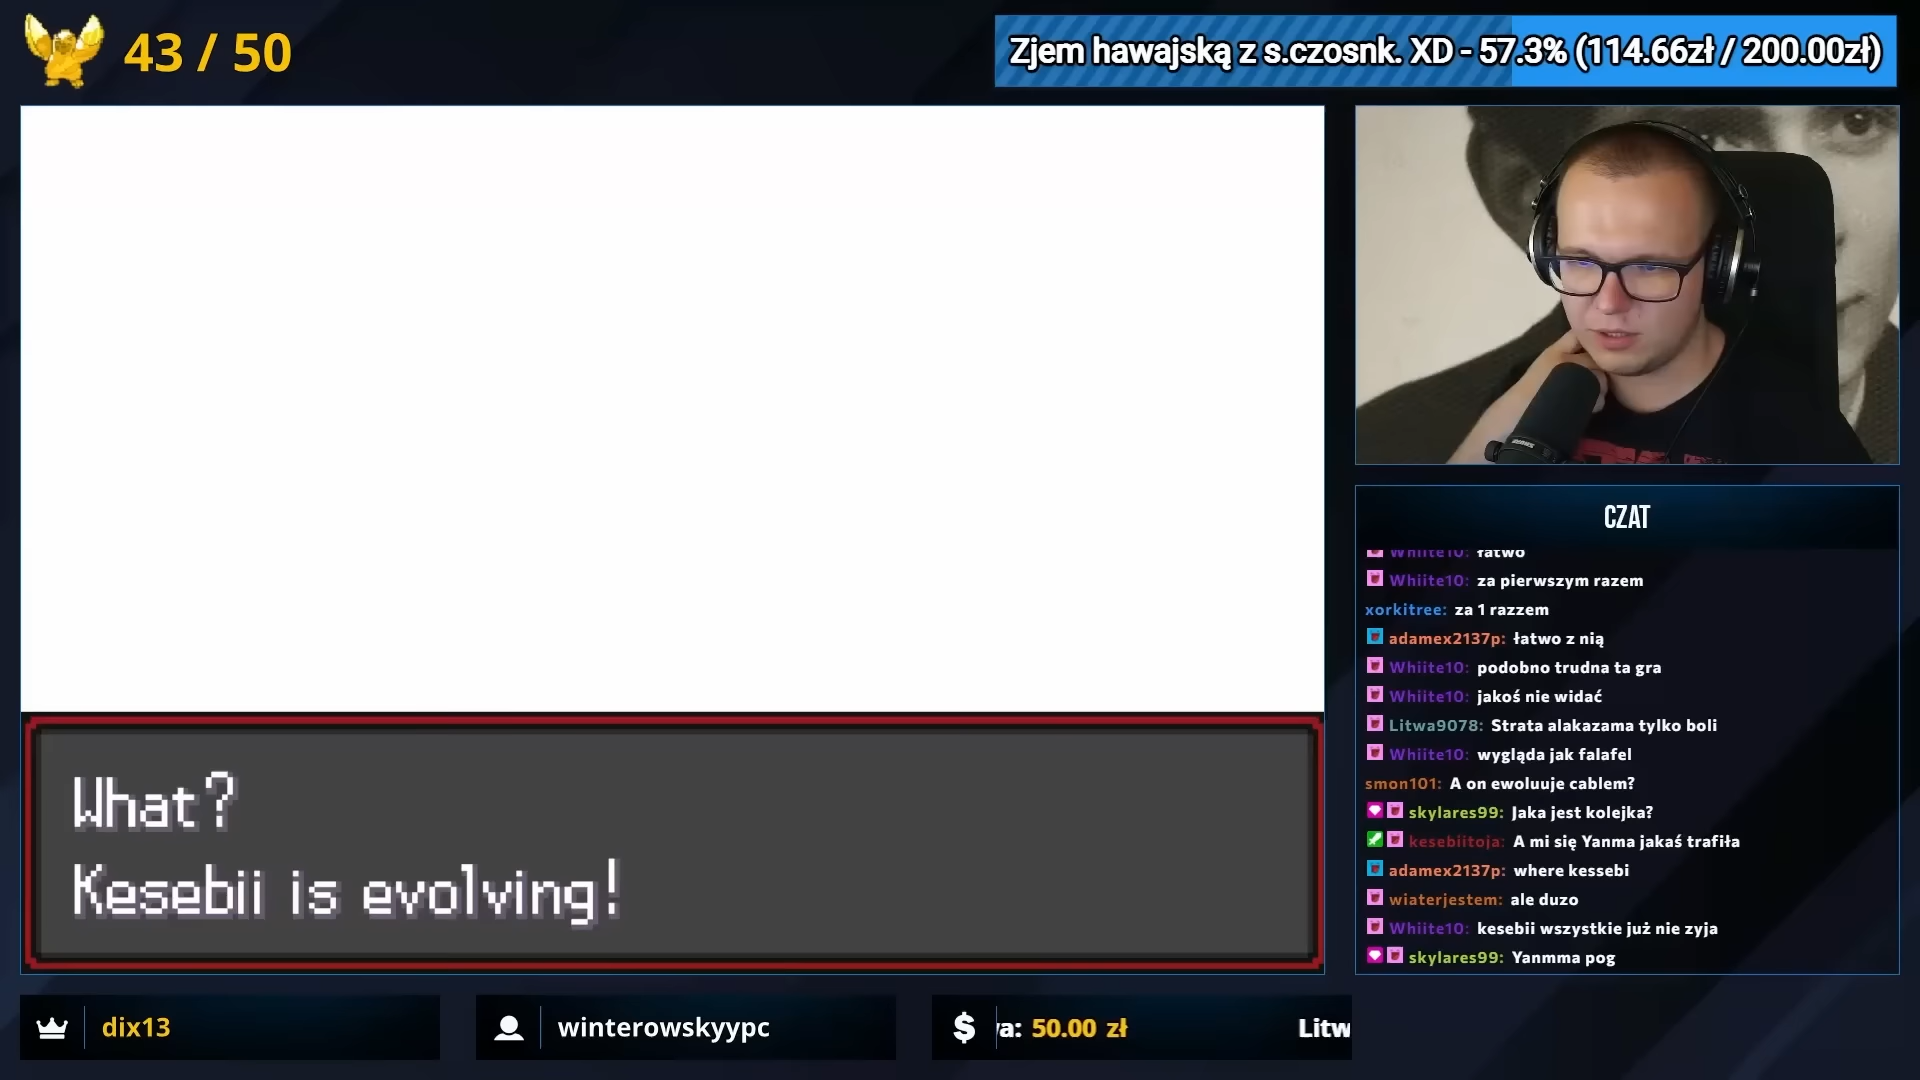 43 / 50
Zjem hawajską z s.czosnk. XD - 57.3% (114.66zł / 200.00zł)
What?
Kesebii is evolving!
CZAT
Whiite10: łatwo
Whiite10: za pierwszym razem
xorkitree: za 1 razzem
adamex2137p: łatwo z nią
Whiite10: podobno trudna ta gra
Whiite10: jakoś nie widać
Litwa9078: Strata alakazama tylko boli
Whiite10: wygląda jak falafel
smon101: A on ewoluuje cablem?
skylares99: Jaka jest kolejka?
kesebiitoja: A mi się Yanma jakaś trafiła
adamex2137p: where kessebi
wiaterjestem: ale duzo
Whiite10: kesebii wszystkie już nie zyja
skylares99: Yanmma pog
dix13
winterowskyypc
a: 50.00 zł
Litw